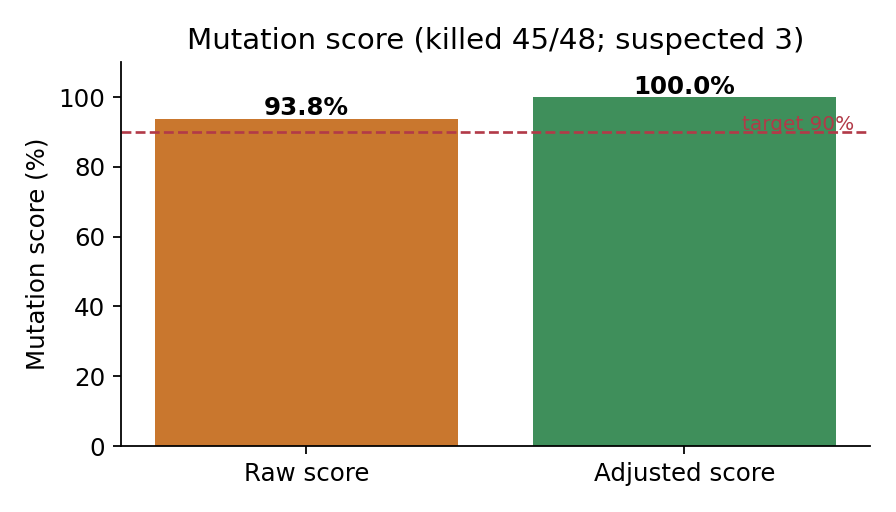 Mutation score (killed 45/48; suspected 3)
Mutation score (%)
100
80
60
40
20
0
93.8%
100.0%
target 90%
Raw score
Adjusted score